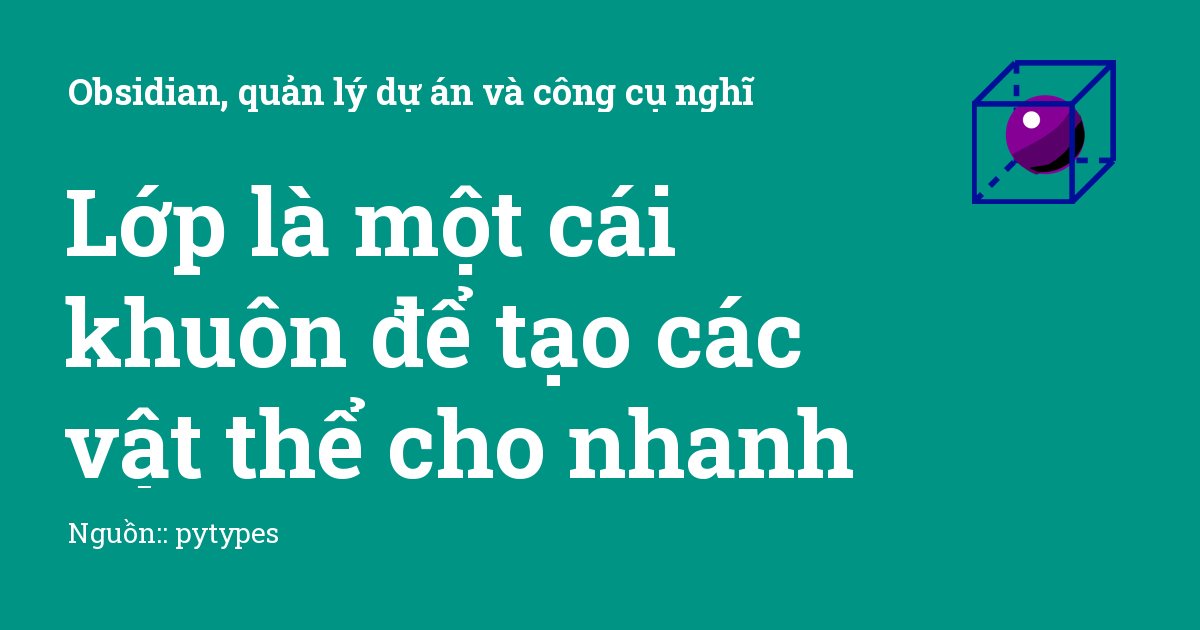 Obsidian, quản lý dự án và công cụ nghĩ
Lớp là một cái
khuôn để tạo các
vật thể cho nhanh
Nguồn:: pytypes